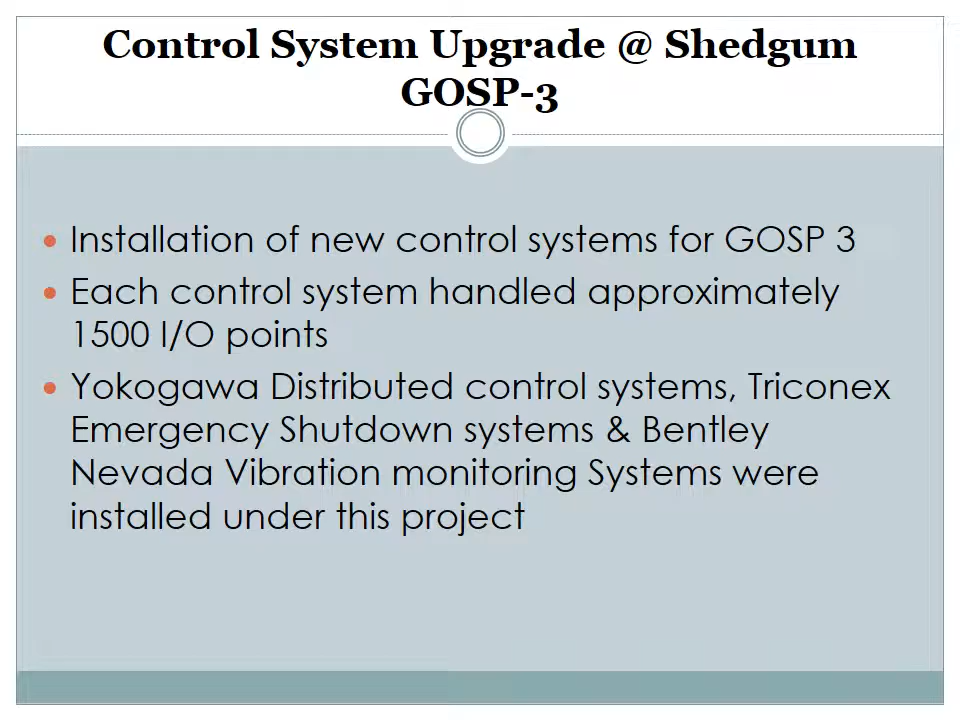 Control System Upgrade @ Shedgum
GOSP-3
• Installation of new control systems for GOSP 3
• Each control system handled approximately
1500 I/O points
• Yokogawa Distributed control systems, Triconex
Emergency Shutdown systems & Bentley
Nevada Vibration monitoring Systems were
installed under this project